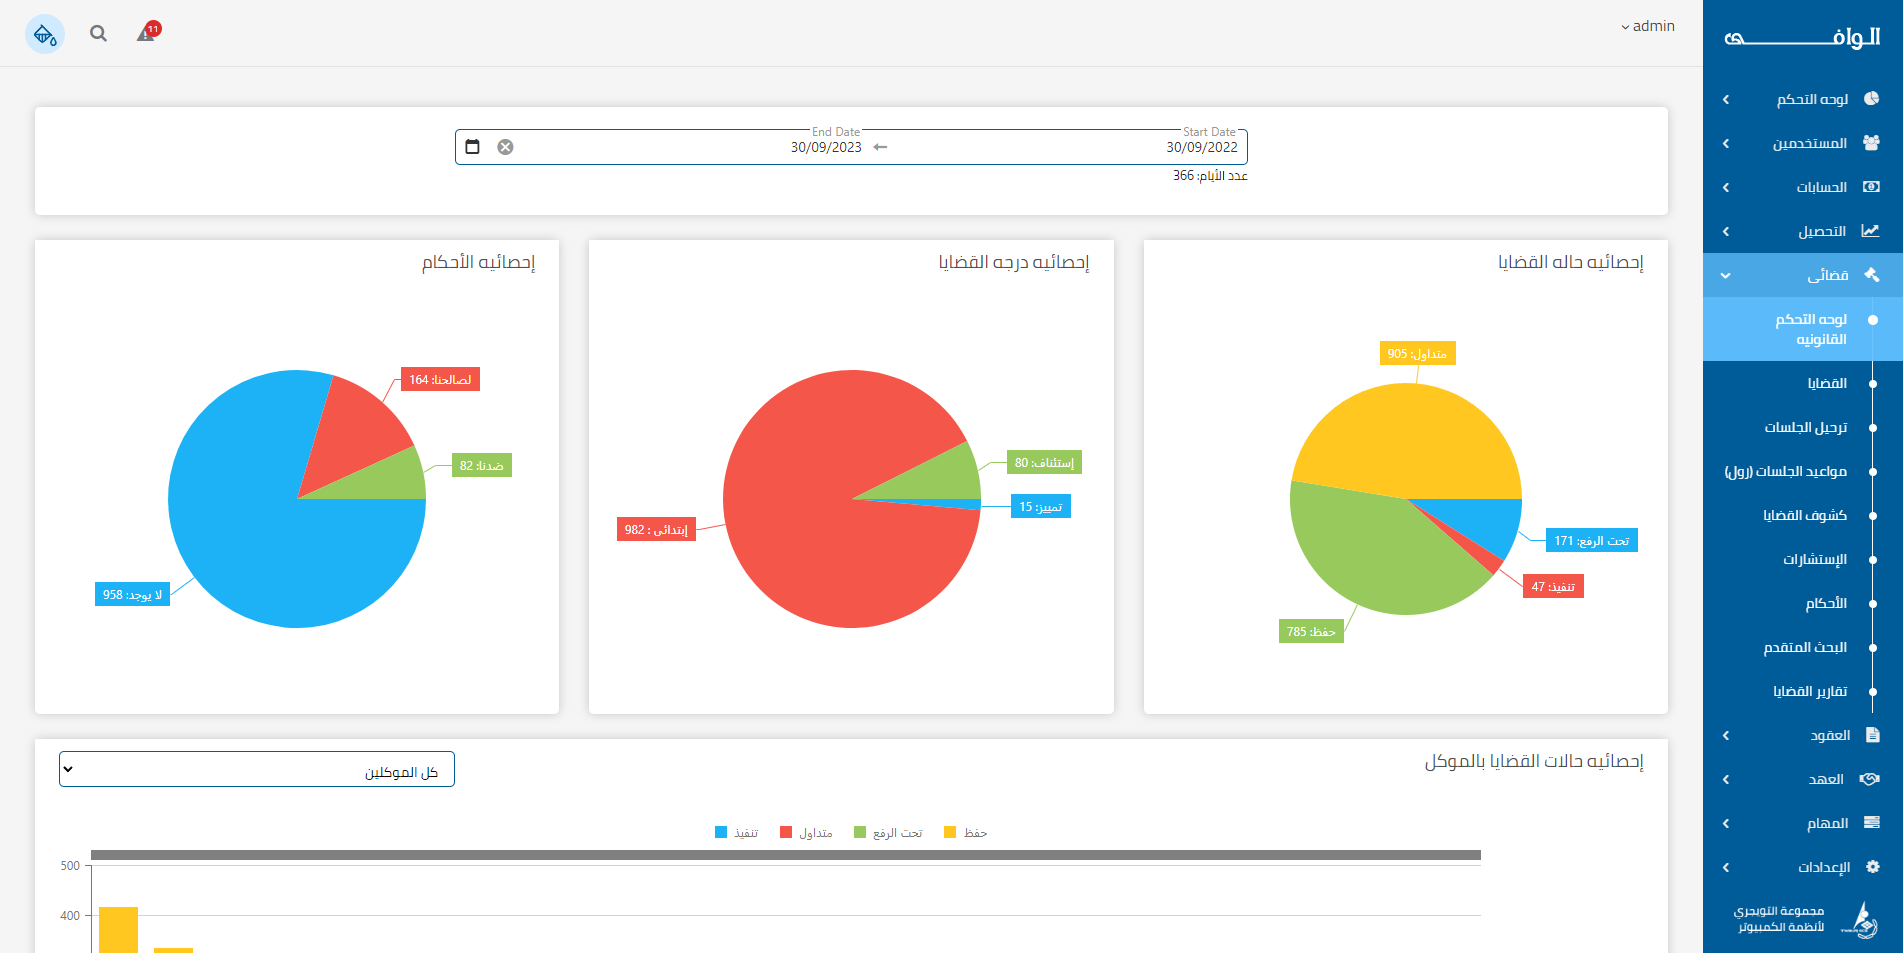 الوافى
لوحه التحكم
المستخدمين
الحسابات
التحصيل
قضائى
لوحه التحكم
القانونيه
القضايا
ترحيل الجلسات
مواعيد الجلسات (رول)
كشوف القضايا
الإستشارات
الأحكام
البحث المتقدم
تقارير القضايا
العقود
العهد
المهام
الإعدادات
مجموعة التويجري
لأنظمة الكمبيوتر
admin
11
Start Date
30/09/2022
End Date
30/09/2023
عدد الأيام: 366
إحصائيه حاله القضايا
متداول: 905
تحت الرفع: 171
تنفيذ: 47
حفظ: 785
إحصائيه درجه القضايا
إستئناف: 80
تمييز: 15
إبتدائى : 982
إحصائيه الأحكام
لصالحنا: 164
ضدنا: 82
لا يوجد: 958
إحصائيه حالات القضايا بالموكل
كل الموكلين
حفظ
تحت الرفع
متداول
تنفيذ
500
400